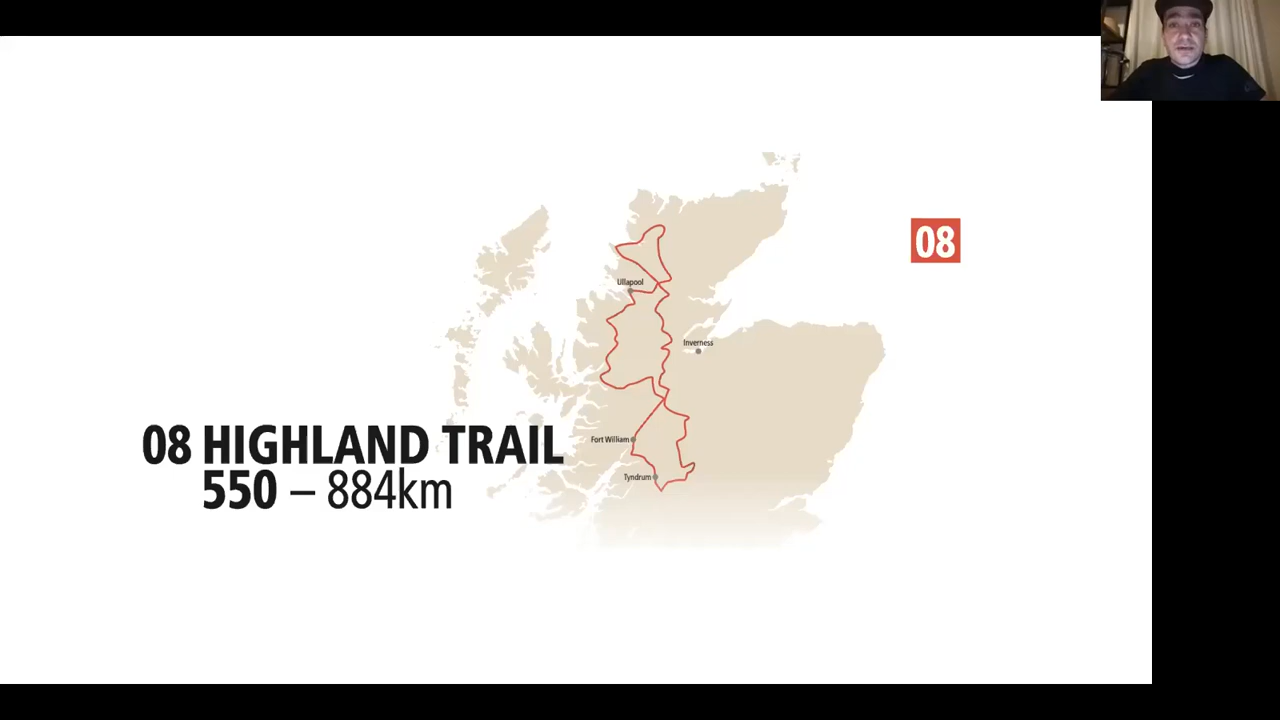 08
Ullapool
Inverness
Fort William
Tyndrum
08 HIGHLAND TRAIL
550 – 884km